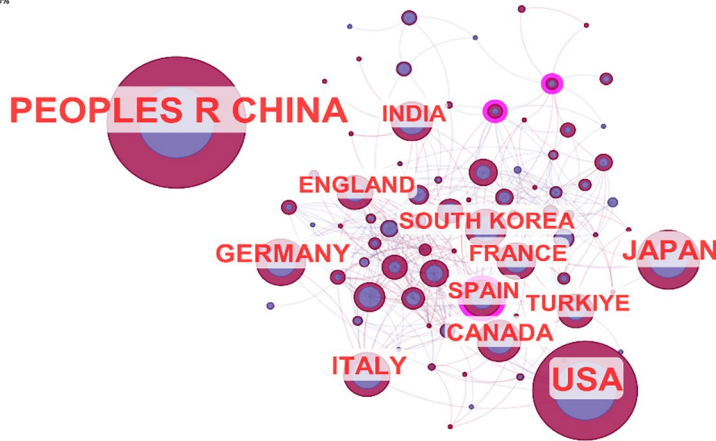 PEOPLES R CHINA
INDIA
ENGLAND
SOUTH KOREA
GERMANY
FRANCE
JAPAN
SPAIN
TURKIYE
CANADA
ITALY
USA